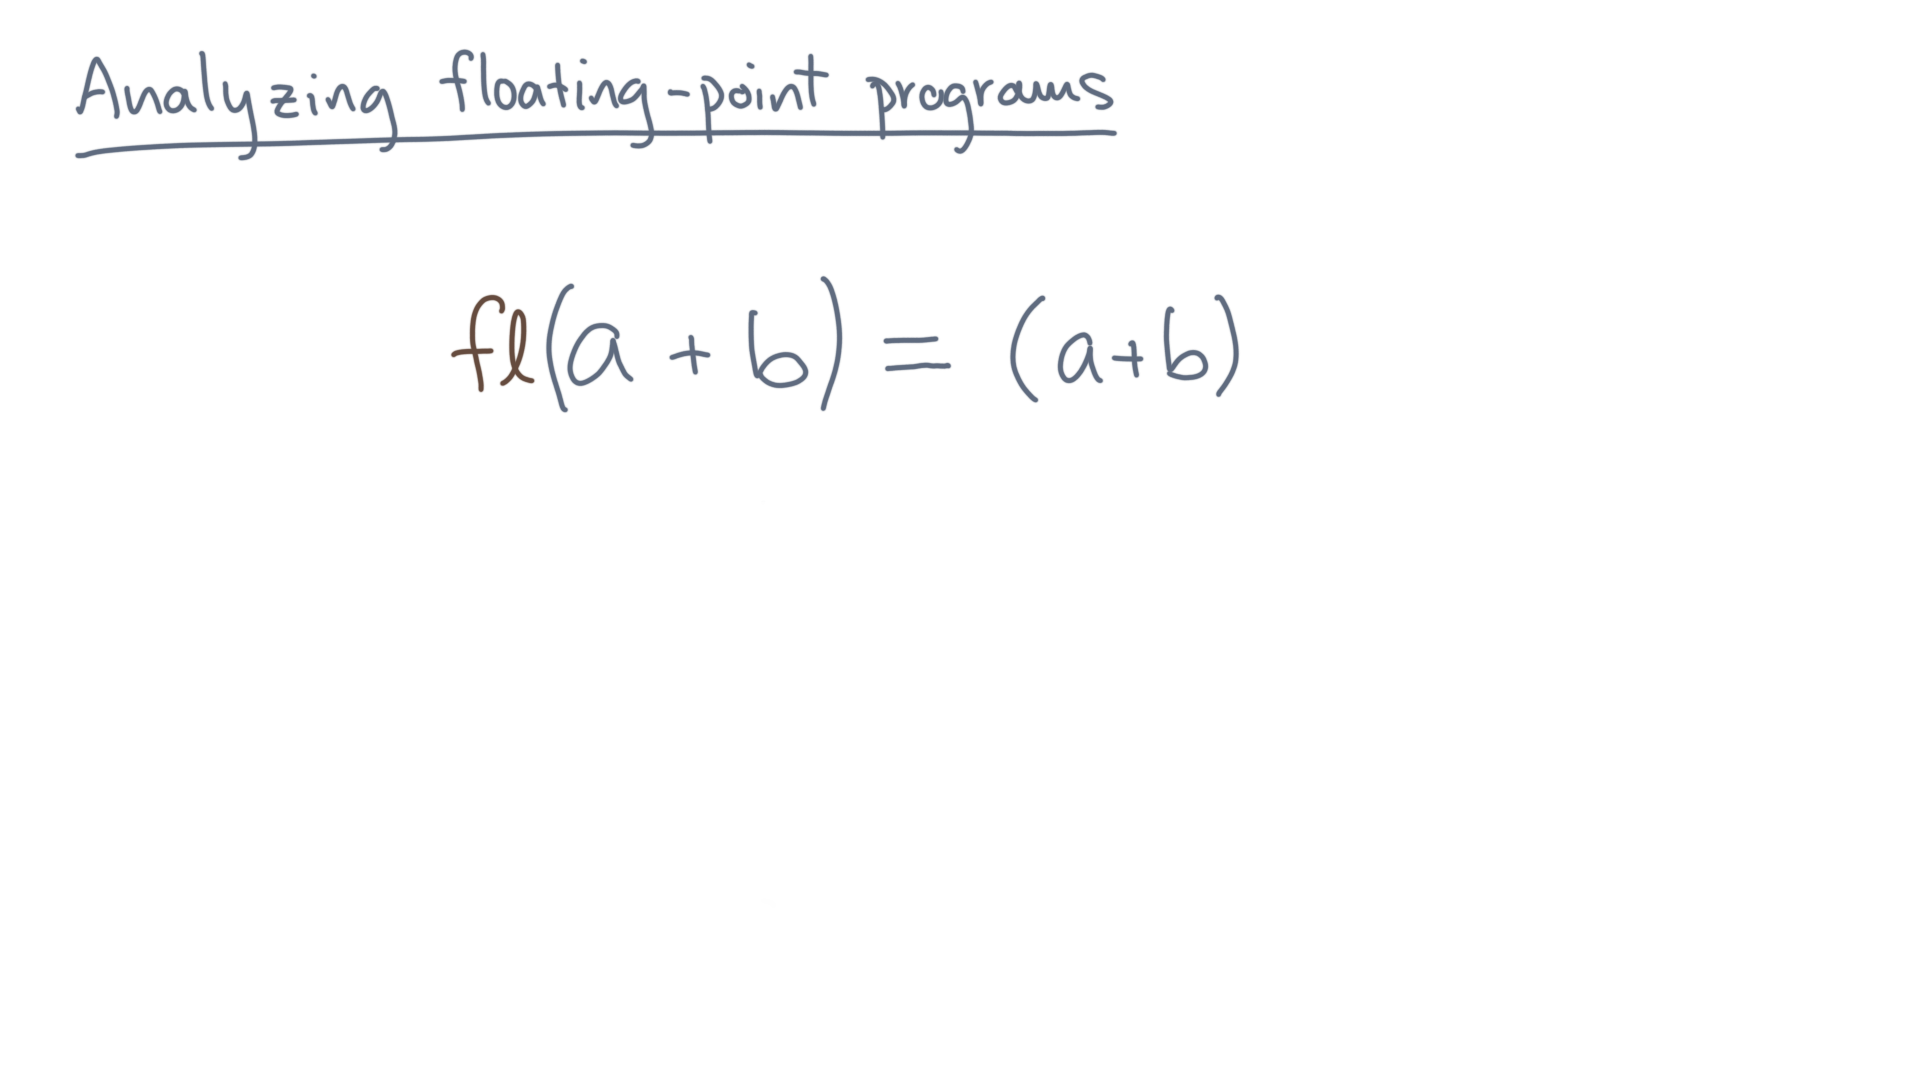 Analyzing floating-point programs
fl(a + b) = (a+b)